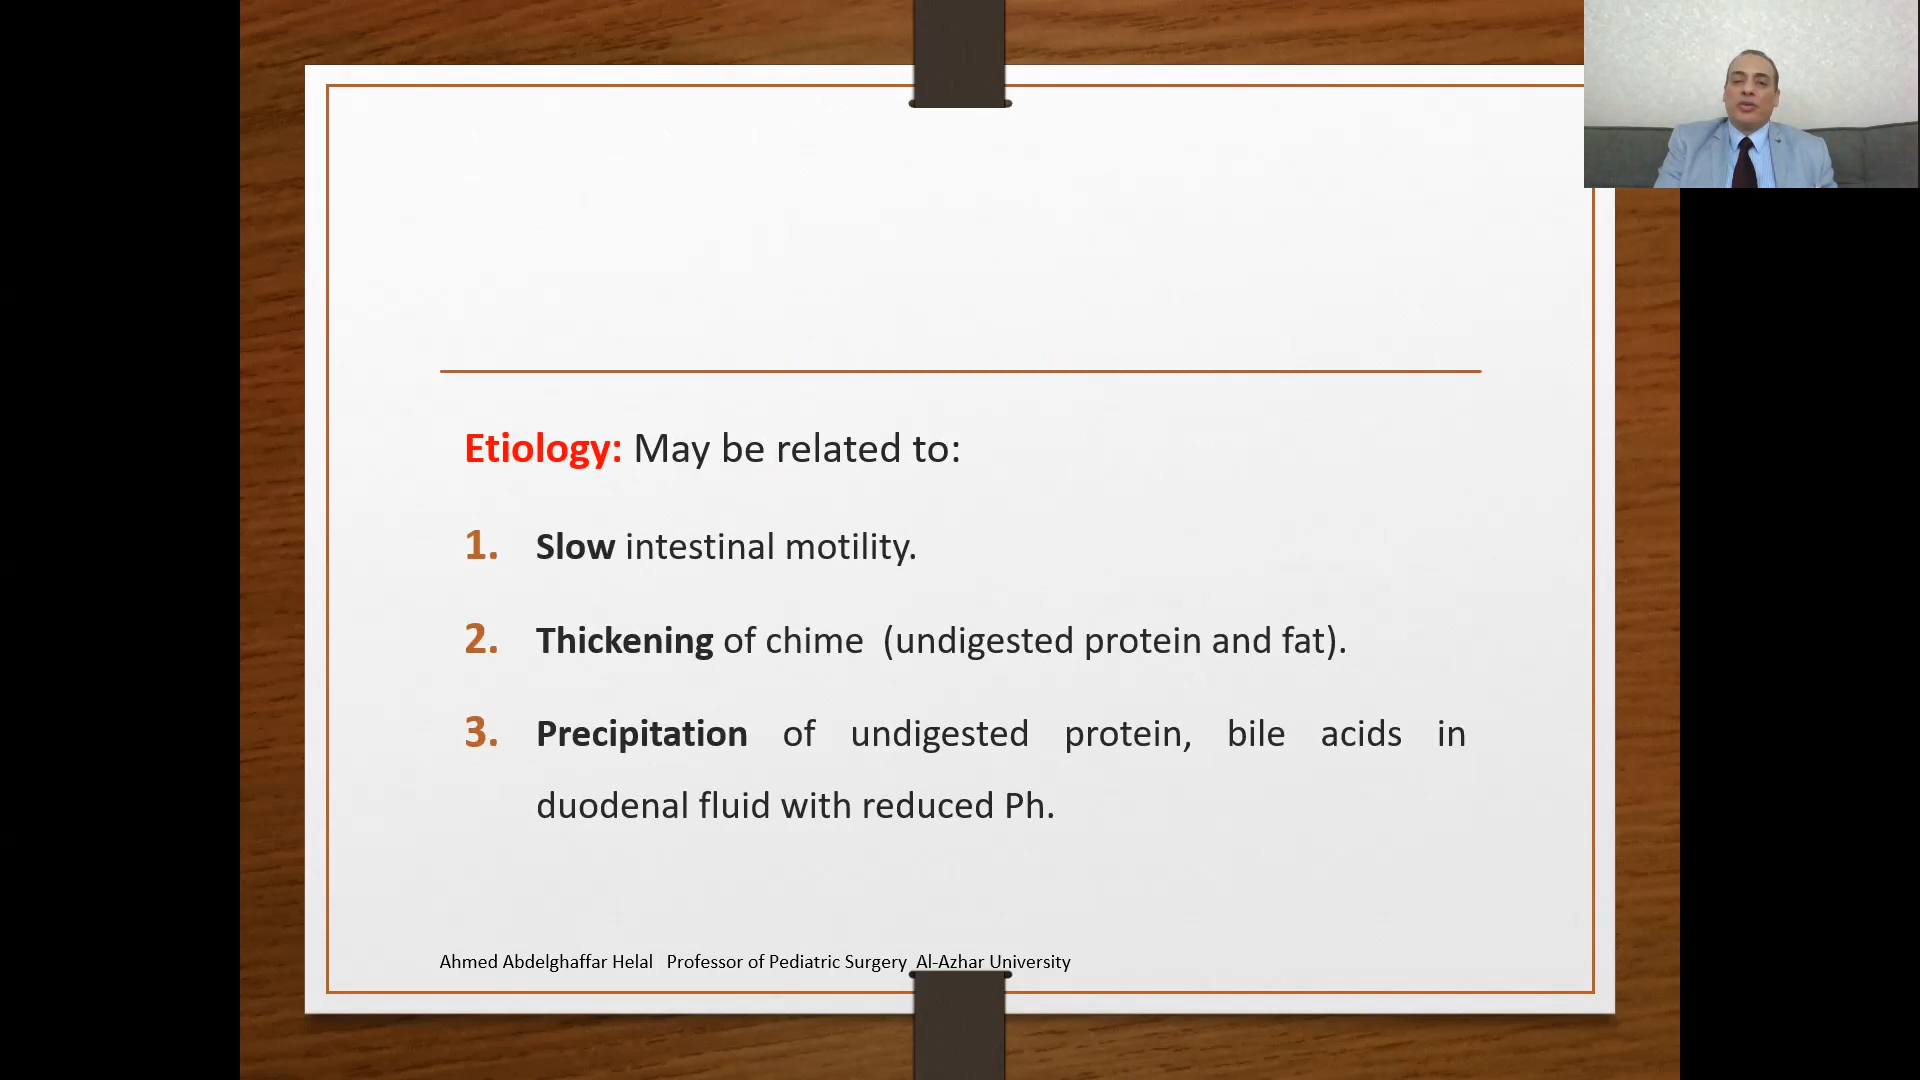 Etiology: May be related to:
1. Slow intestinal motility.
2. Thickening of chime (undigested protein and fat).
3. Precipitation of undigested protein, bile acids in
duodenal fluid with reduced Ph.
Ahmed Abdelghaffar Helal Professor of Pediatric Surgery Al-Azhar University